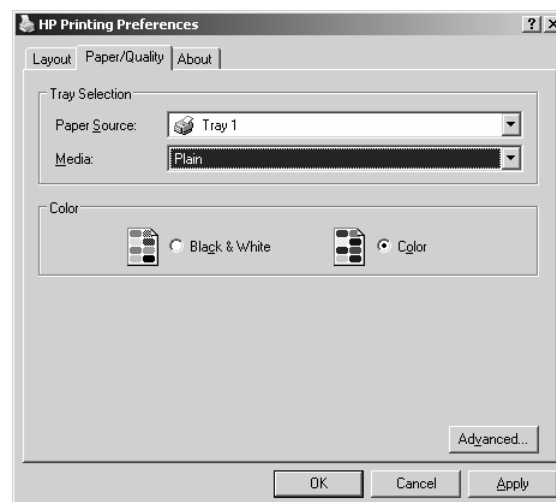 HP Printing Preferences
Layout Paper/Quality About
Tray Selection
Paper Source: Tray 1
Media: Plain
Color
Black & White Color
Advanced...
OK Cancel Apply